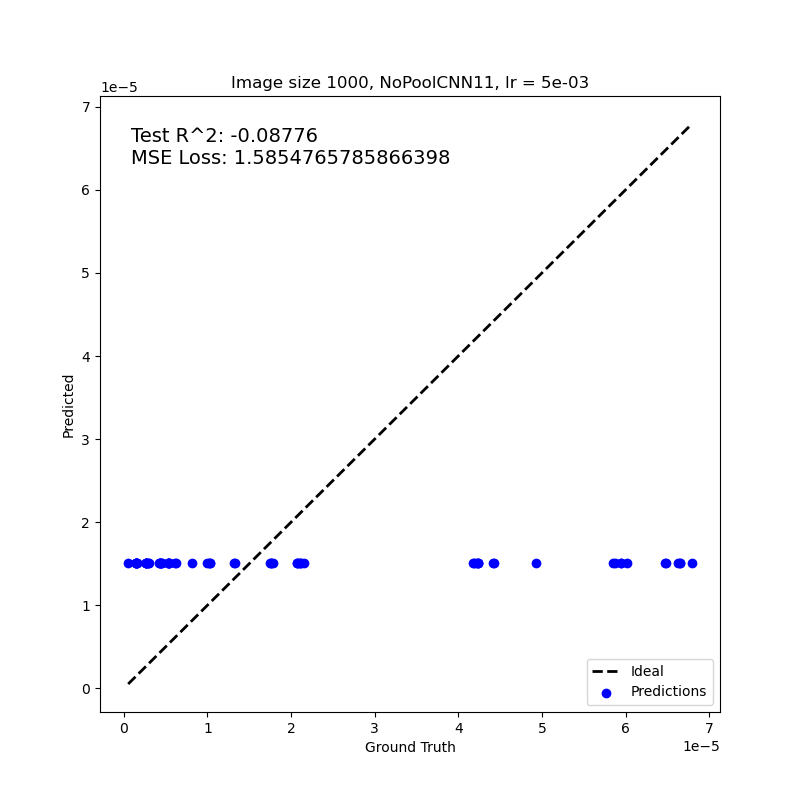 Image size 1000, NoPoolCNN11, lr = 5e-03
1e−5
Test R^2: -0.08776
MSE Loss: 1.5854765785866398
7
6
5
4
3
2
1
0
Predicted
Ideal
Predictions
0 1 2 3 4 5 6 7
Ground Truth
1e−5